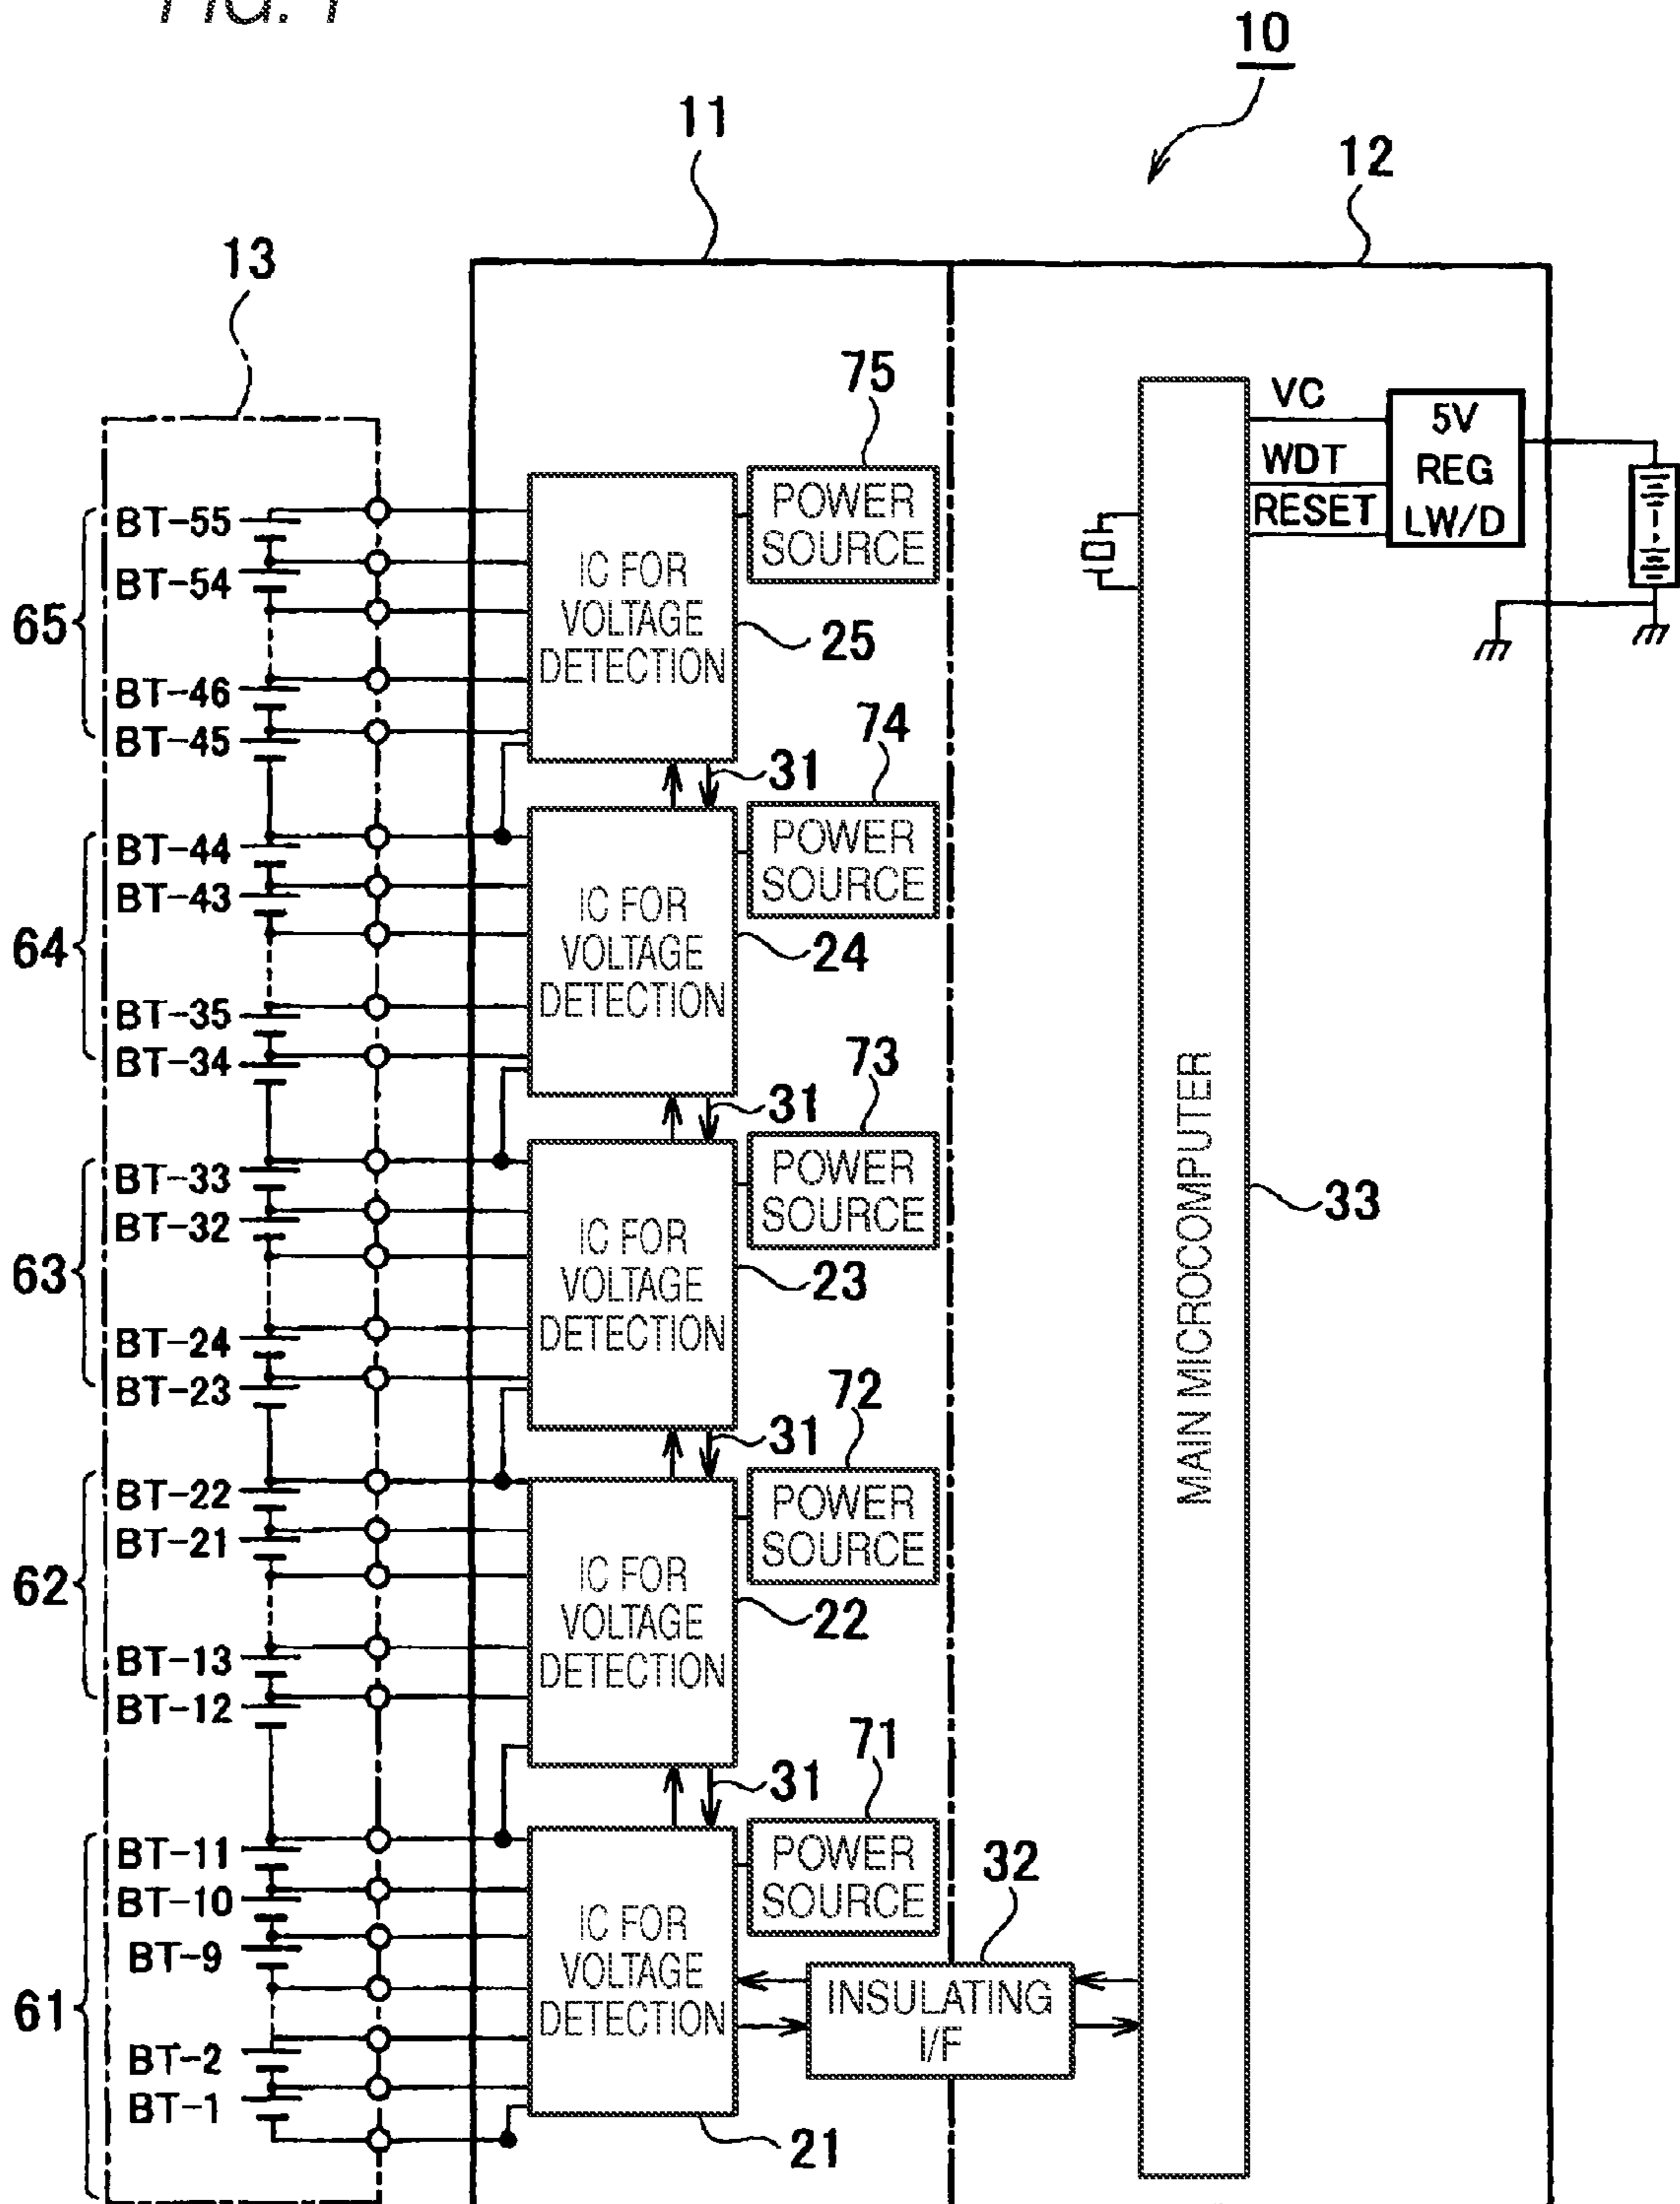 FIG. 1
10
11
12
13
75
VC
5V
POWER
WDT
REG
SOURCE
RESET
LW/D
BT-55
IC FOR
BT-54
VOLTAGE
65
25
DETECTION
BT-46
BT-45
74
31
POWER
BT-44
SOURCE
BT-43
IC FOR
64
VOLTAGE
24
DETECTION
BT-35
BT-34
73
31
POWER
BT-33
SOURCE
33
BT-32
IC FOR
63
VOLTAGE
23
MAIN MICROCOMPUTER
DETECTION
BT-24
BT-23
72
31
POWER
BT-22
SOURCE
BT-21
IC FOR
62
VOLTAGE
22
DETECTION
BT-13
BT-12
71
31
POWER
BT-11
SOURCE
32
BT-10
IC FOR
BT-9
VOLTAGE
INSULATING
61
DETECTION
I/F
BT-2
BT-1
21